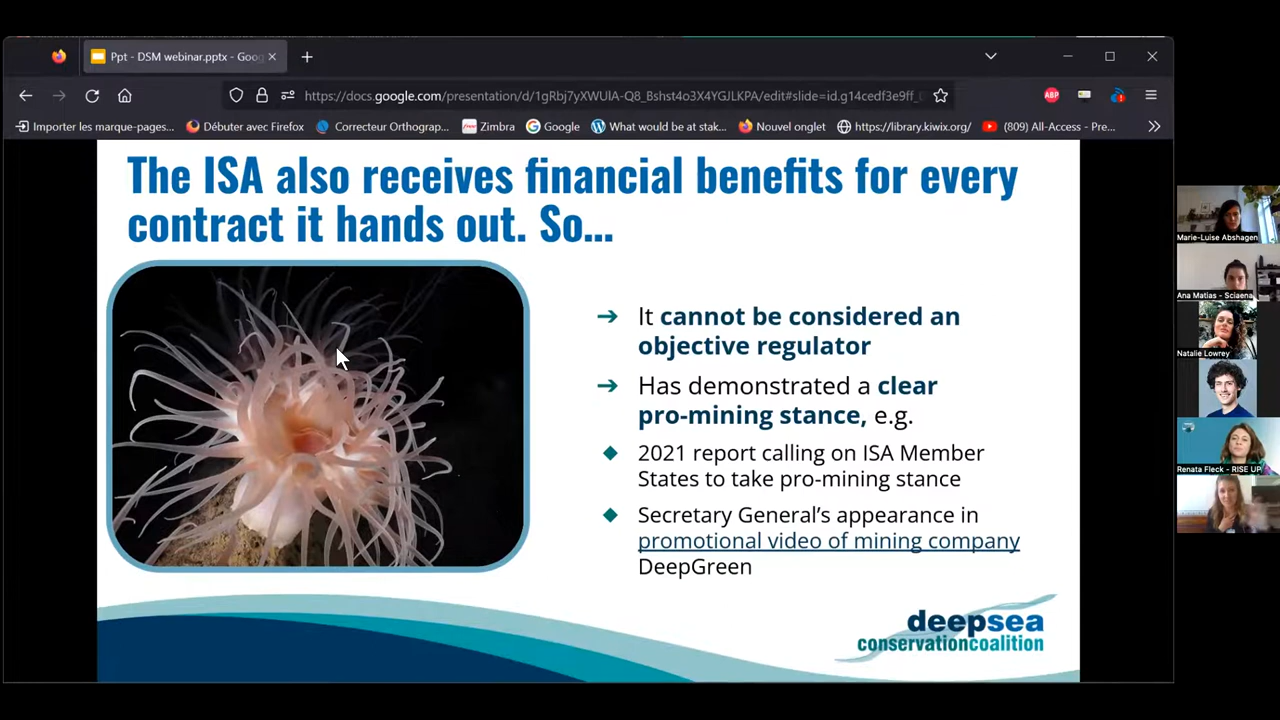 Ppt - DSM webinar.pptx - Goog
https://docs.google.com/presentation/d/1gRbj7yXWUlA-Q8_Bshst4o3X4YGJLKPA/edit#slide=id.g14cedf3e9ff_
ABP
Importer les marque-pages...
Débuter avec Firefox
Correcteur Orthograp...
Zimbra
Google
What would be at stak...
Nouvel onglet
https://library.kiwix.org/
(809) All-Access - Pre...
The ISA also receives financial benefits for every
contract it hands out. So...
It cannot be considered an
objective regulator
Has demonstrated a clear
pro-mining stance, e.g.
2021 report calling on ISA Member
States to take pro-mining stance
Secretary General's appearance in
promotional video of mining company
DeepGreen
deepsea
conservationcoalition
Marie-Luise Abshagen
Ana Matias - Sciaena
Natalie Lowrey
Renata Fleck - RISE UP